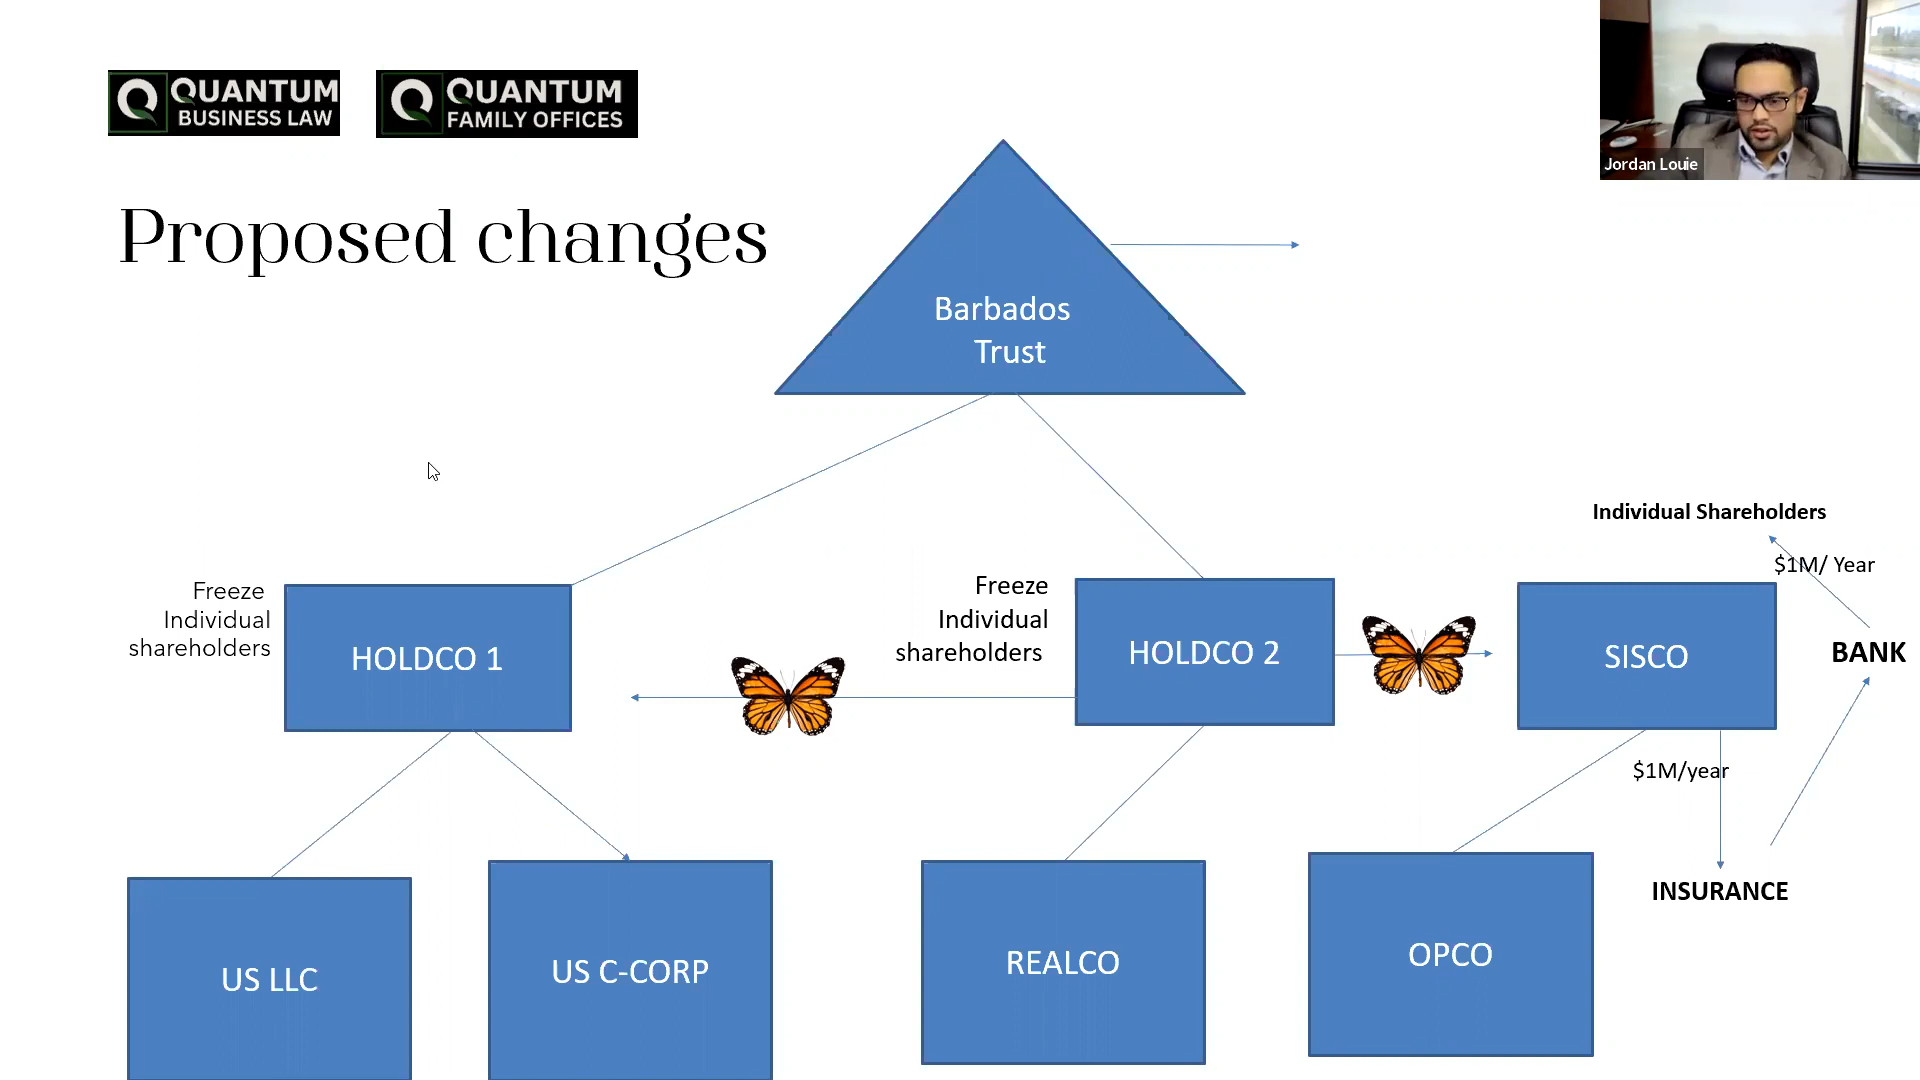 QUANTUM
BUSINESS LAW
QUANTUM
FAMILY OFFICES
Jordan Louie
Proposed changes
Barbados
Trust
Individual Shareholders
$1M/ Year
Freeze
Individual
shareholders
HOLDCO 1
Freeze
Individual
shareholders
HOLDCO 2
SISCO
BANK
$1M/year
INSURANCE
US LLC
US C-CORP
REALCO
OPCO